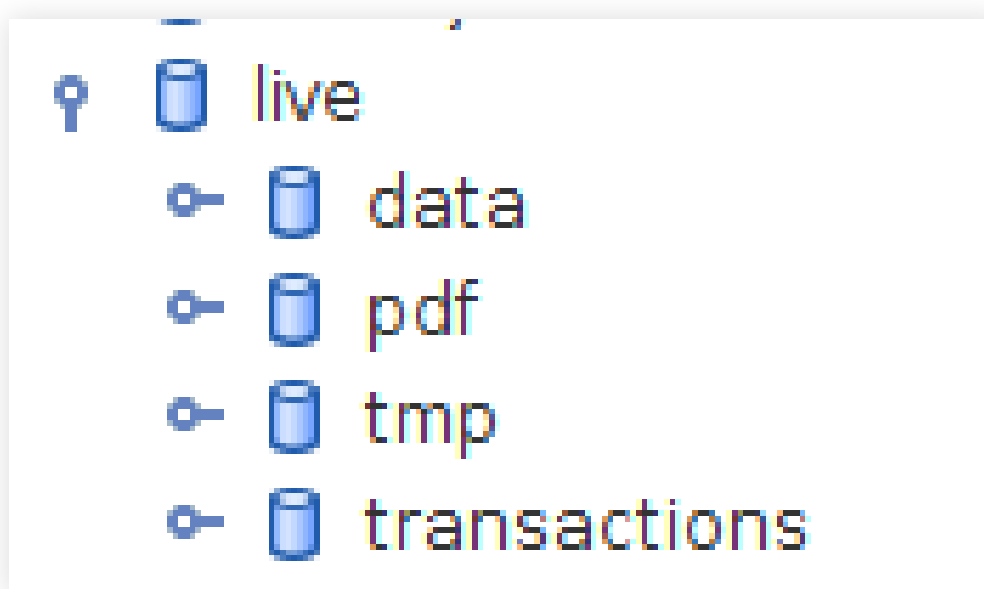 live
data
pdf
tmp
transactions